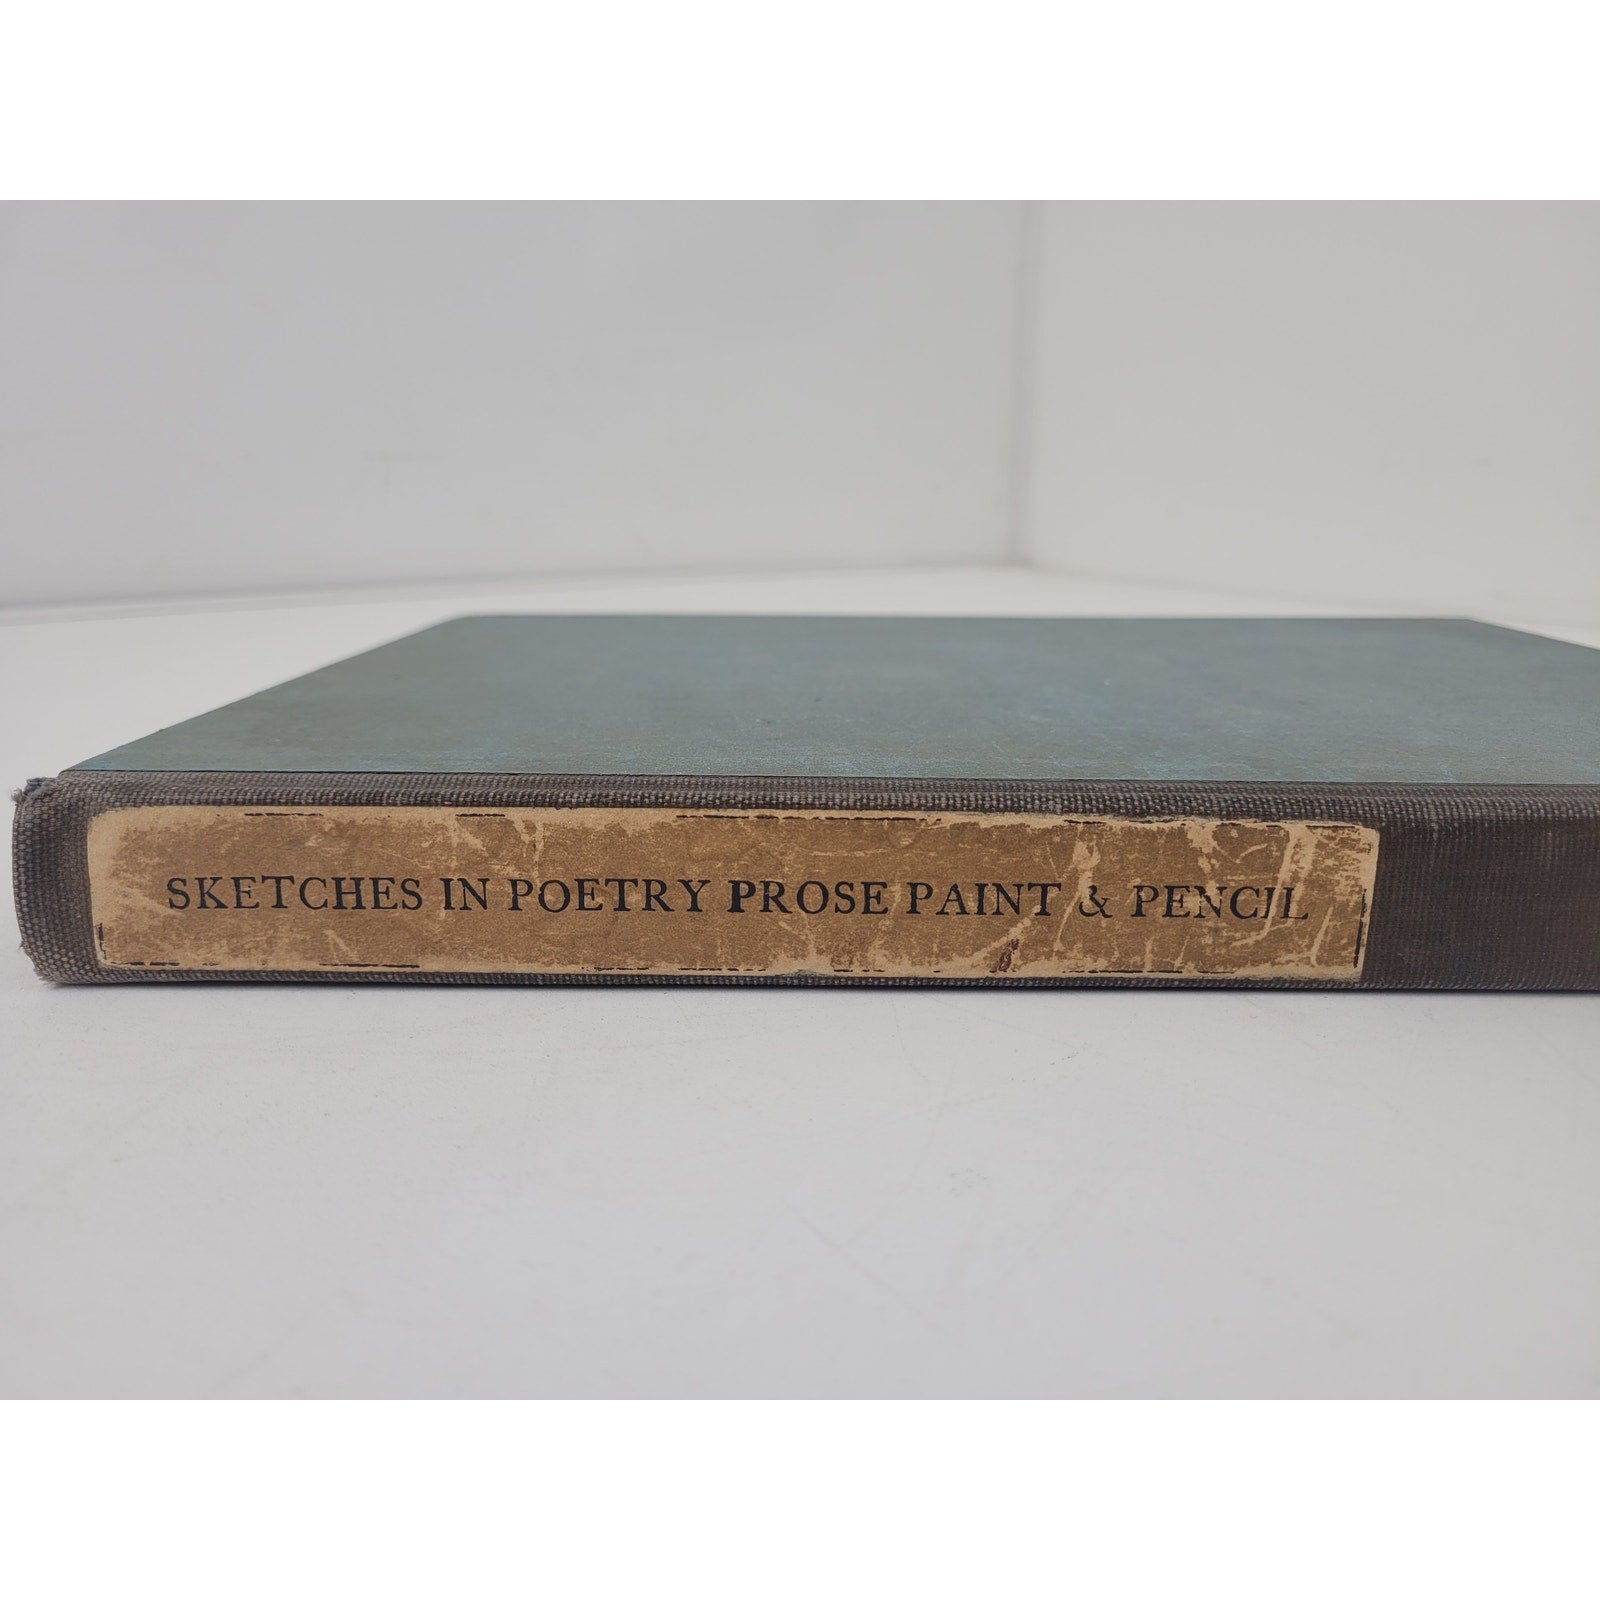 SKETCHES IN POETRY PROSE PAINT & PENCIL